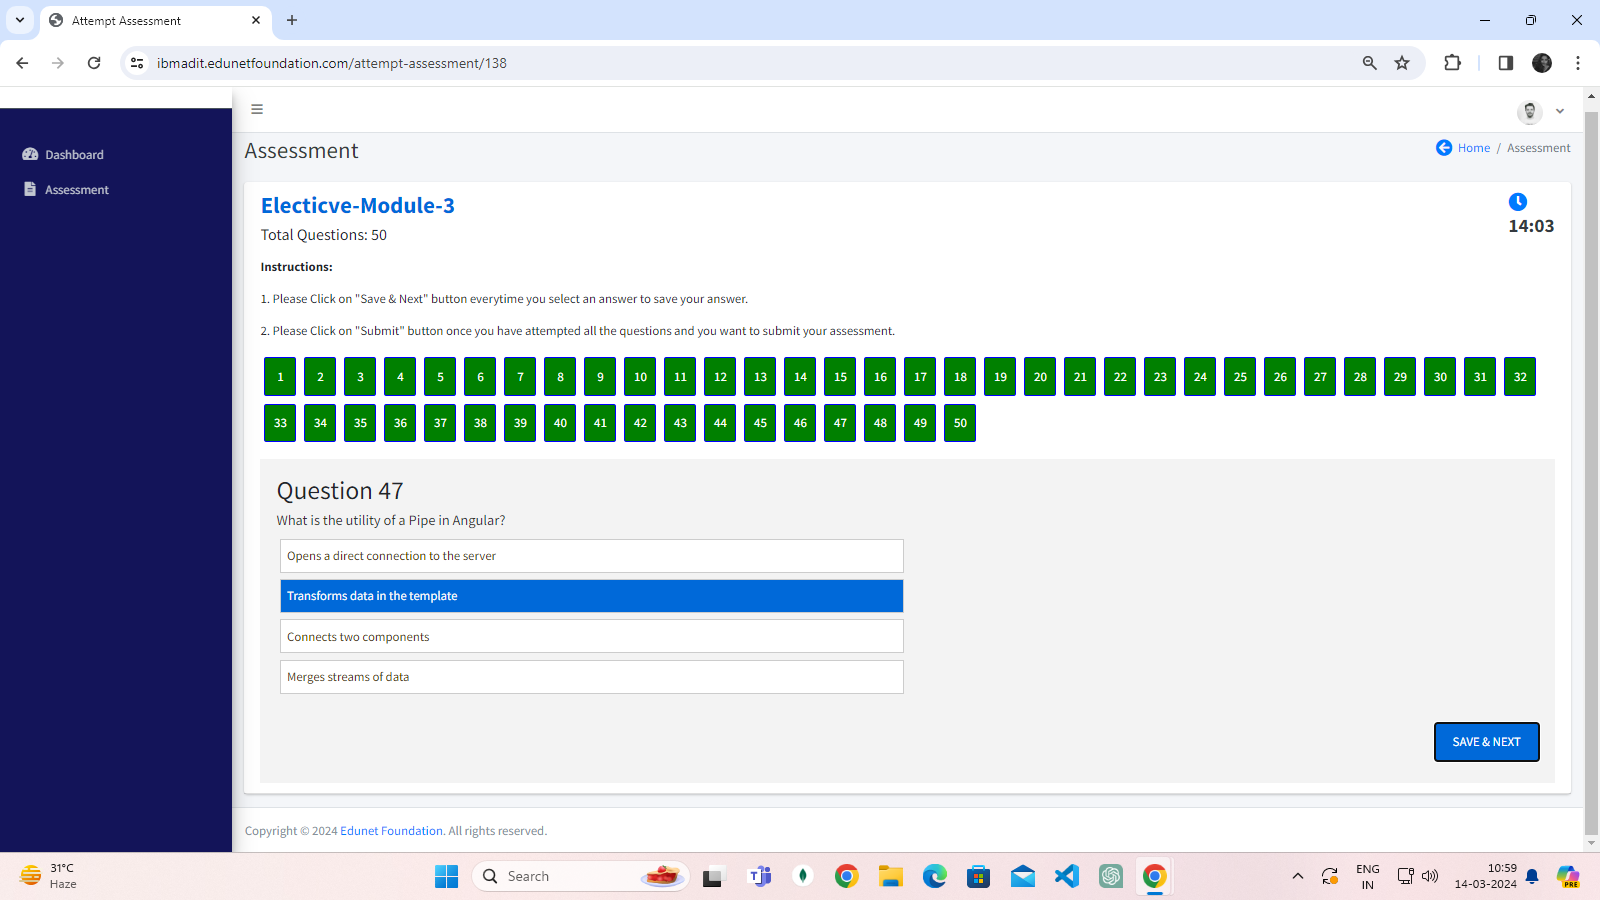 Attempt Assessment
ibmadit.edunetfoundation.com/attempt-assessment/138
Dashboard
Assessment
Assessment
Home / Assessment
Electicve-Module-3
14:03
Total Questions: 50
Instructions:
1. Please Click on "Save & Next" button everytime you select an answer to save your answer.
2. Please Click on "Submit" button once you have attempted all the questions and you want to submit your assessment.
1 2 3 4 5 6 7 8 9 10 11 12 13 14 15 16 17 18 19 20 21 22 23 24 25 26 27 28 29 30 31 32
33 34 35 36 37 38 39 40 41 42 43 44 45 46 47 48 49 50
Question 47
What is the utility of a Pipe in Angular?
Opens a direct connection to the server
Transforms data in the template
Connects two components
Merges streams of data
SAVE & NEXT
Copyright © 2024 Edunet Foundation. All rights reserved.
31°C
Haze
Search
ENG
IN
10:59
14-03-2024
PRE